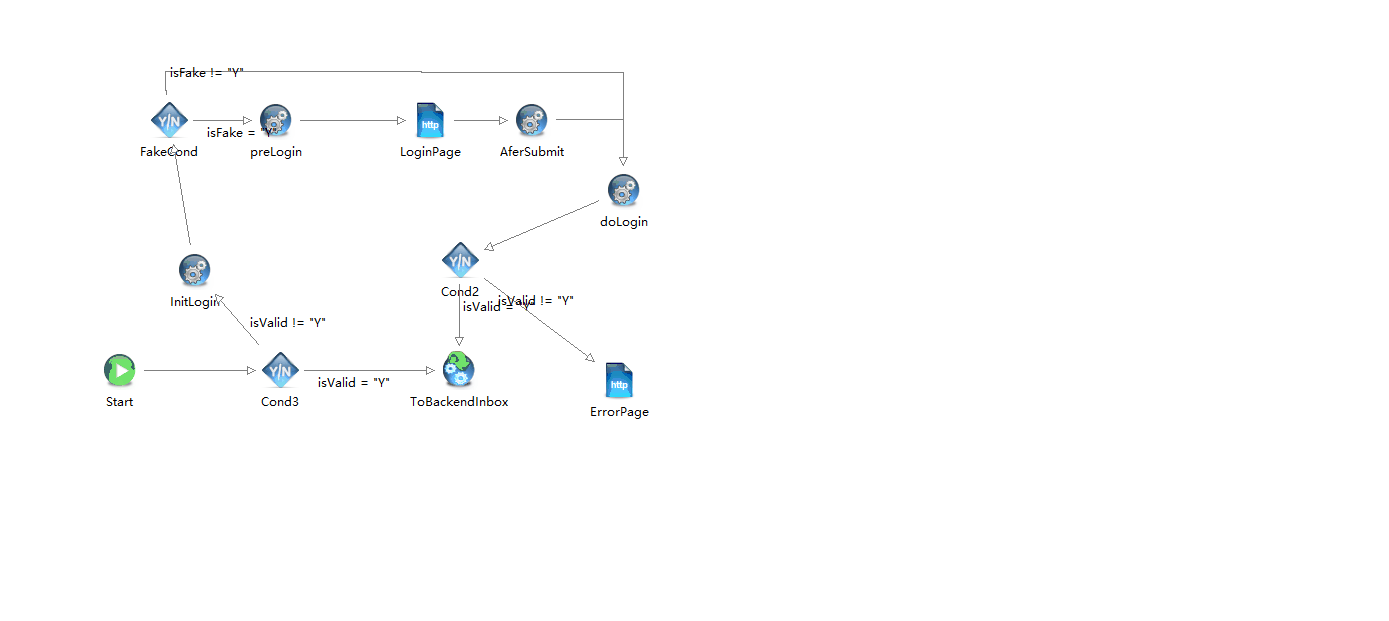 isFake != "Y"
Y/N
http
isFake = "Y"
FakeCond
preLogin
LoginPage
AferSubmit
doLogin
Y/N
InitLogin
Cond2
isValid != "Y"
isValid = "Y"
isValid != "Y"
Y/N
isValid = "Y"
http
Start
Cond3
ToBackendInbox
ErrorPage